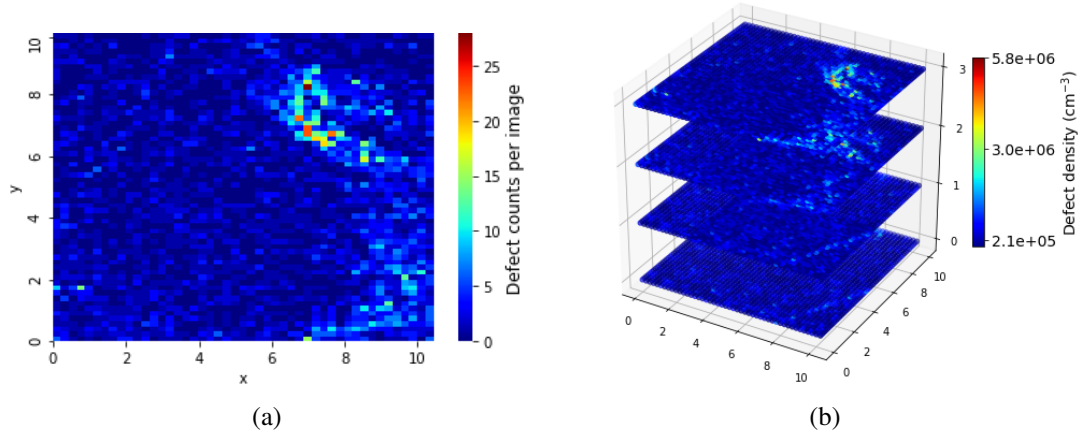 10
8
6
4
2
0
y
0 2 4 6 8 10
x
25
20
15
10
5
0
Defect counts per image
(a)
3
2
1
0
0 2 4 6 8 10
0 2 4 6 8 10
5.8e+06
3.0e+06
2.1e+05
Defect density (cm⁻³)
(b)